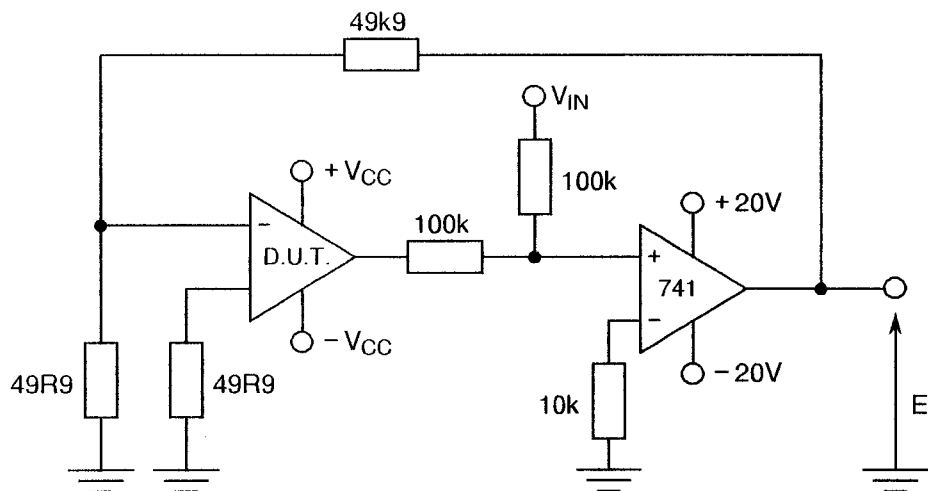 49k9
V_IN
+ V_CC
100k
100k
+ 20V
-
D.U.T.
+
741
-
- V_CC
- 20V
49R9
49R9
10k
E